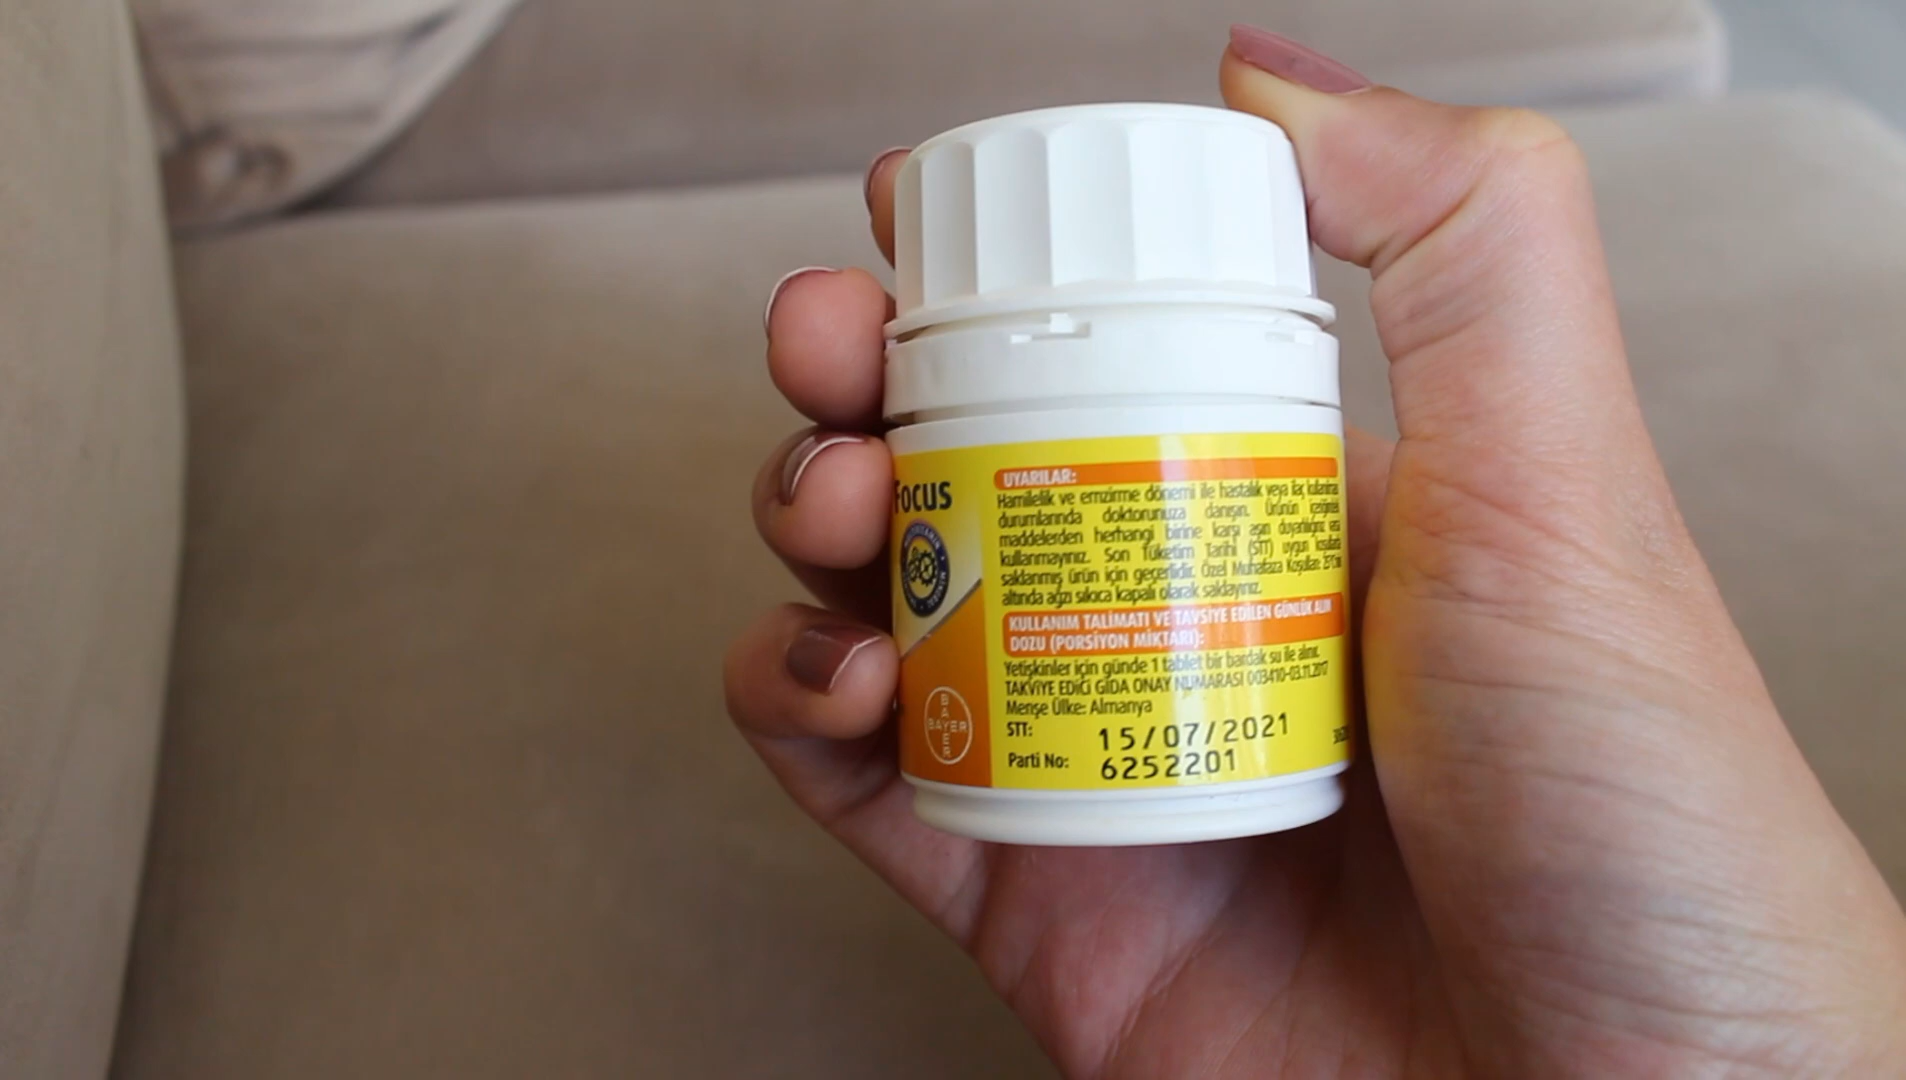 Focus
UYARILAR:
Hamilelik ve emzirme dönemi ile hastalık veya ilaç kullanılması
durumlarında doktorunuza danışın. Ürünün içeriğindeki
maddelerden herhangi birine karşı aşırı duyarlılığınız varsa
kullanmayınız. Son Tüketim Tarihi (STT) uygun koşullarda
saklanmış ürün için geçerlidir. Özel Muhafaza Koşulları: 25°C'nin
altında ağzı sıkıca kapalı olarak saklayınız.
KULLANIM TALİMATI VE TAVSİYE EDİLEN GÜNLÜK ALIM
DOZU (PORSİYON MİKTARI):
Yetişkinler için günde 1 tablet bir bardak su ile alınır.
TAKVİYE EDİCİ GIDA ONAY NUMARASI 003410-03.11.2017
Menşe Ülke: Almanya
STT: 15/07/2021
Parti No: 6252201
BAYER
BAYER